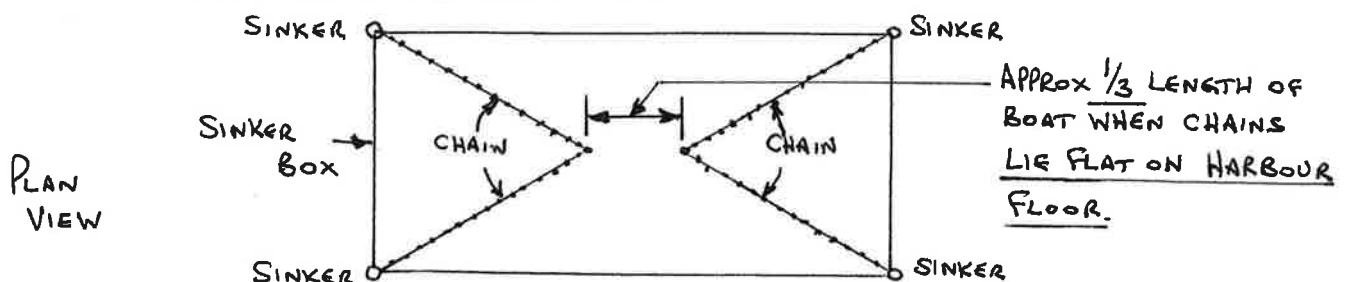 SINKER
SINKER
APPROX 1/3 LENGTH OF
BOAT WHEN CHAINS
LIE FLAT ON HARBOUR
FLOOR.
SINKER
BOX
CHAIN
CHAIN
PLAN
VIEW
SINKER
SINKER